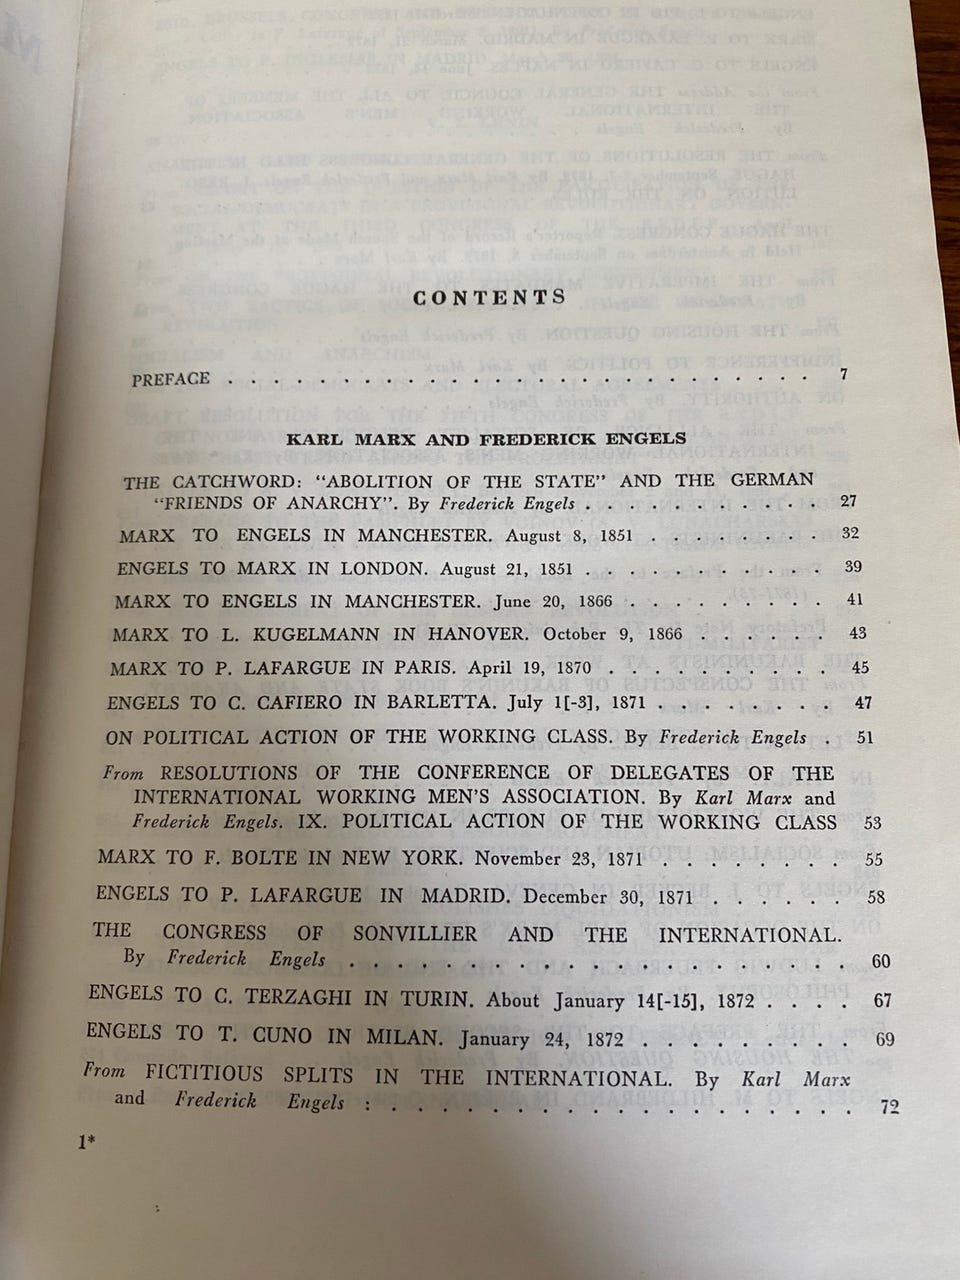 CONTENTS
PREFACE . . . . . . . . . . . . . . . . . . . . . 7
KARL MARX AND FREDERICK ENGELS
THE CATCHWORD: “ABOLITION OF THE STATE” AND THE GERMAN
“FRIENDS OF ANARCHY”. By Frederick Engels . . . . . . . . . . . 27
MARX TO ENGELS IN MANCHESTER. August 8, 1851 . . . . . . . . 32
ENGELS TO MARX IN LONDON. August 21, 1851 . . . . . . . . . . 39
MARX TO ENGELS IN MANCHESTER. June 20, 1866 . . . . . . . . . 41
MARX TO L. KUGELMANN IN HANOVER. October 9, 1866 . . . . . . 43
MARX TO P. LAFARGUE IN PARIS. April 19, 1870 . . . . . . . . . . 45
ENGELS TO C. CAFIERO IN BARLETTA. July 1[-3], 1871 . . . . . . . . 47
ON POLITICAL ACTION OF THE WORKING CLASS. By Frederick Engels . 51
From RESOLUTIONS OF THE CONFERENCE OF DELEGATES OF THE
INTERNATIONAL WORKING MEN’S ASSOCIATION. By Karl Marx and
Frederick Engels. IX. POLITICAL ACTION OF THE WORKING CLASS 53
MARX TO F. BOLTE IN NEW YORK. November 23, 1871 . . . . . . . . 55
ENGELS TO P. LAFARGUE IN MADRID. December 30, 1871 . . . . . . 58
THE CONGRESS OF SONVILLIER AND THE INTERNATIONAL.
By Frederick Engels . . . . . . . . . . . . . . . . . . 60
ENGELS TO C. TERZAGHI IN TURIN. About January 14[-15], 1872 . . . . 67
ENGELS TO T. CUNO IN MILAN. January 24, 1872 . . . . . . . . . 69
From FICTITIOUS SPLITS IN THE INTERNATIONAL. By Karl Marx
and Frederick Engels : . . . . . . . . . . . . . . . . . 72
1*